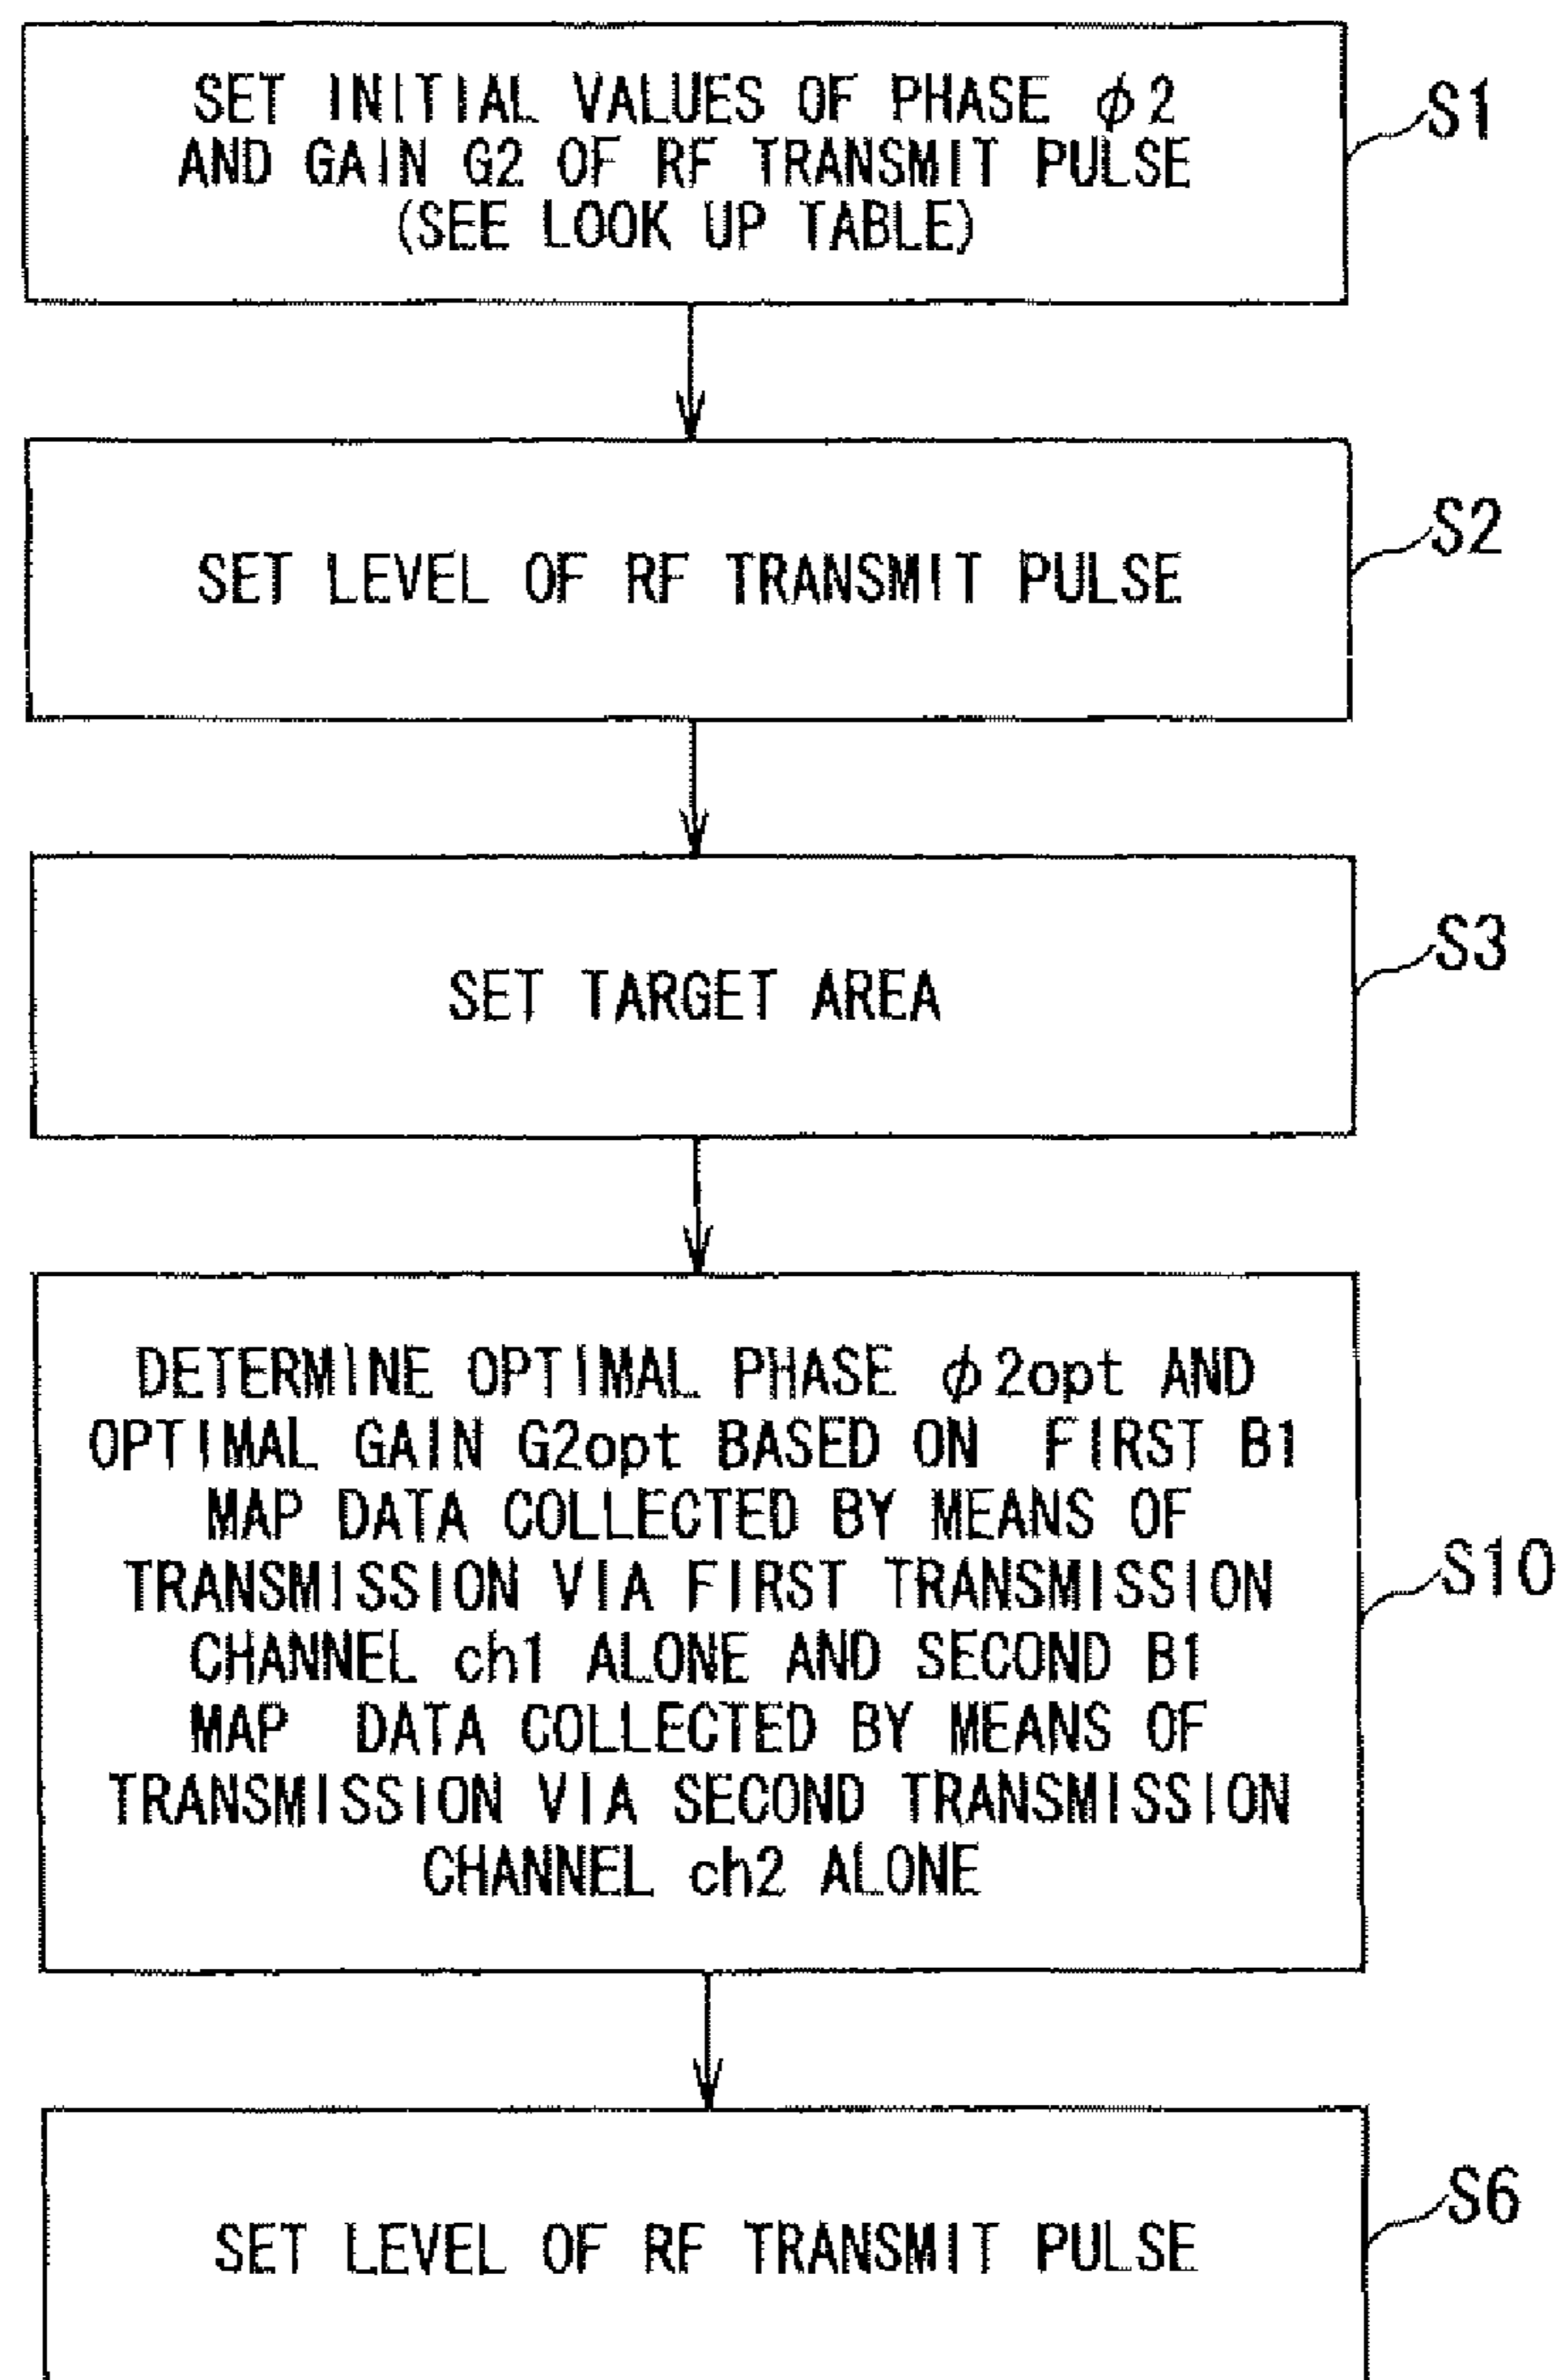 SET INITIAL VALUES OF PHASE φ2
AND GAIN G2 OF RF TRANSMIT PULSE
(SEE LOOK UP TABLE)
S1
SET LEVEL OF RF TRANSMIT PULSE
S2
SET TARGET AREA
S3
DETERMINE OPTIMAL PHASE φ2opt AND
OPTIMAL GAIN G2opt BASED ON FIRST B1
MAP DATA COLLECTED BY MEANS OF
TRANSMISSION VIA FIRST TRANSMISSION
CHANNEL ch1 ALONE AND SECOND B1
MAP DATA COLLECTED BY MEANS OF
TRANSMISSION VIA SECOND TRANSMISSION
CHANNEL ch2 ALONE
S10
SET LEVEL OF RF TRANSMIT PULSE
S6